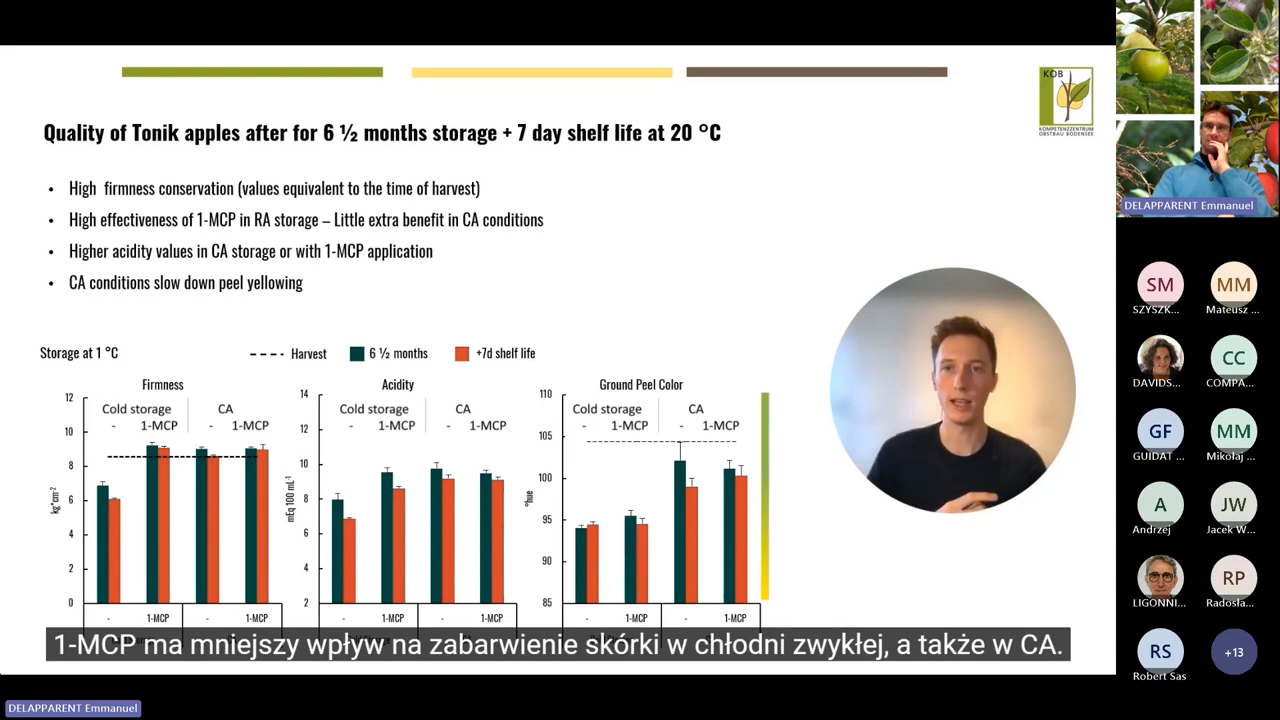 KOB
KOMPETENZZENTRUM
OBSTBAU BODENSEE
Quality of Tonik apples after for 6 ½ months storage + 7 day shelf life at 20 °C
• High firmness conservation (values equivalent to the time of harvest)
• High effectiveness of 1-MCP in RA storage – Little extra benefit in CA conditions
• Higher acidity values in CA storage or with 1-MCP application
• CA conditions slow down peel yellowing
Storage at 1 °C
Harvest
6 ½ months
+7d shelf life
Firmness
Cold storage CA
- 1-MCP - 1-MCP
12
10
8
6
4
2
0
kg*cm⁻²
- 1-MCP - 1-MCP
Acidity
Cold storage CA
- 1-MCP - 1-MCP
14
12
10
8
6
4
2
mEq 100 mL⁻¹
- 1-MCP - 1-MCP
Ground Peel Color
Cold storage CA
- 1-MCP - 1-MCP
110
105
100
95
90
85
°hue
- 1-MCP - 1-MCP
1-MCP ma mniejszy wpływ na zabarwienie skórki w chłodni zwykłej, a także w CA.
DELAPPARENT Emmanuel
DELAPPARENT Emmanuel
SM
SZYSZK...
MM
Mateusz ...
DAVIDS...
CC
COMPA...
GF
GUIDAT ...
MM
Mikołaj ...
A
Andrzej
JW
Jacek W...
LIGONNI...
RP
Radosła...
RS
Robert Sas
+13